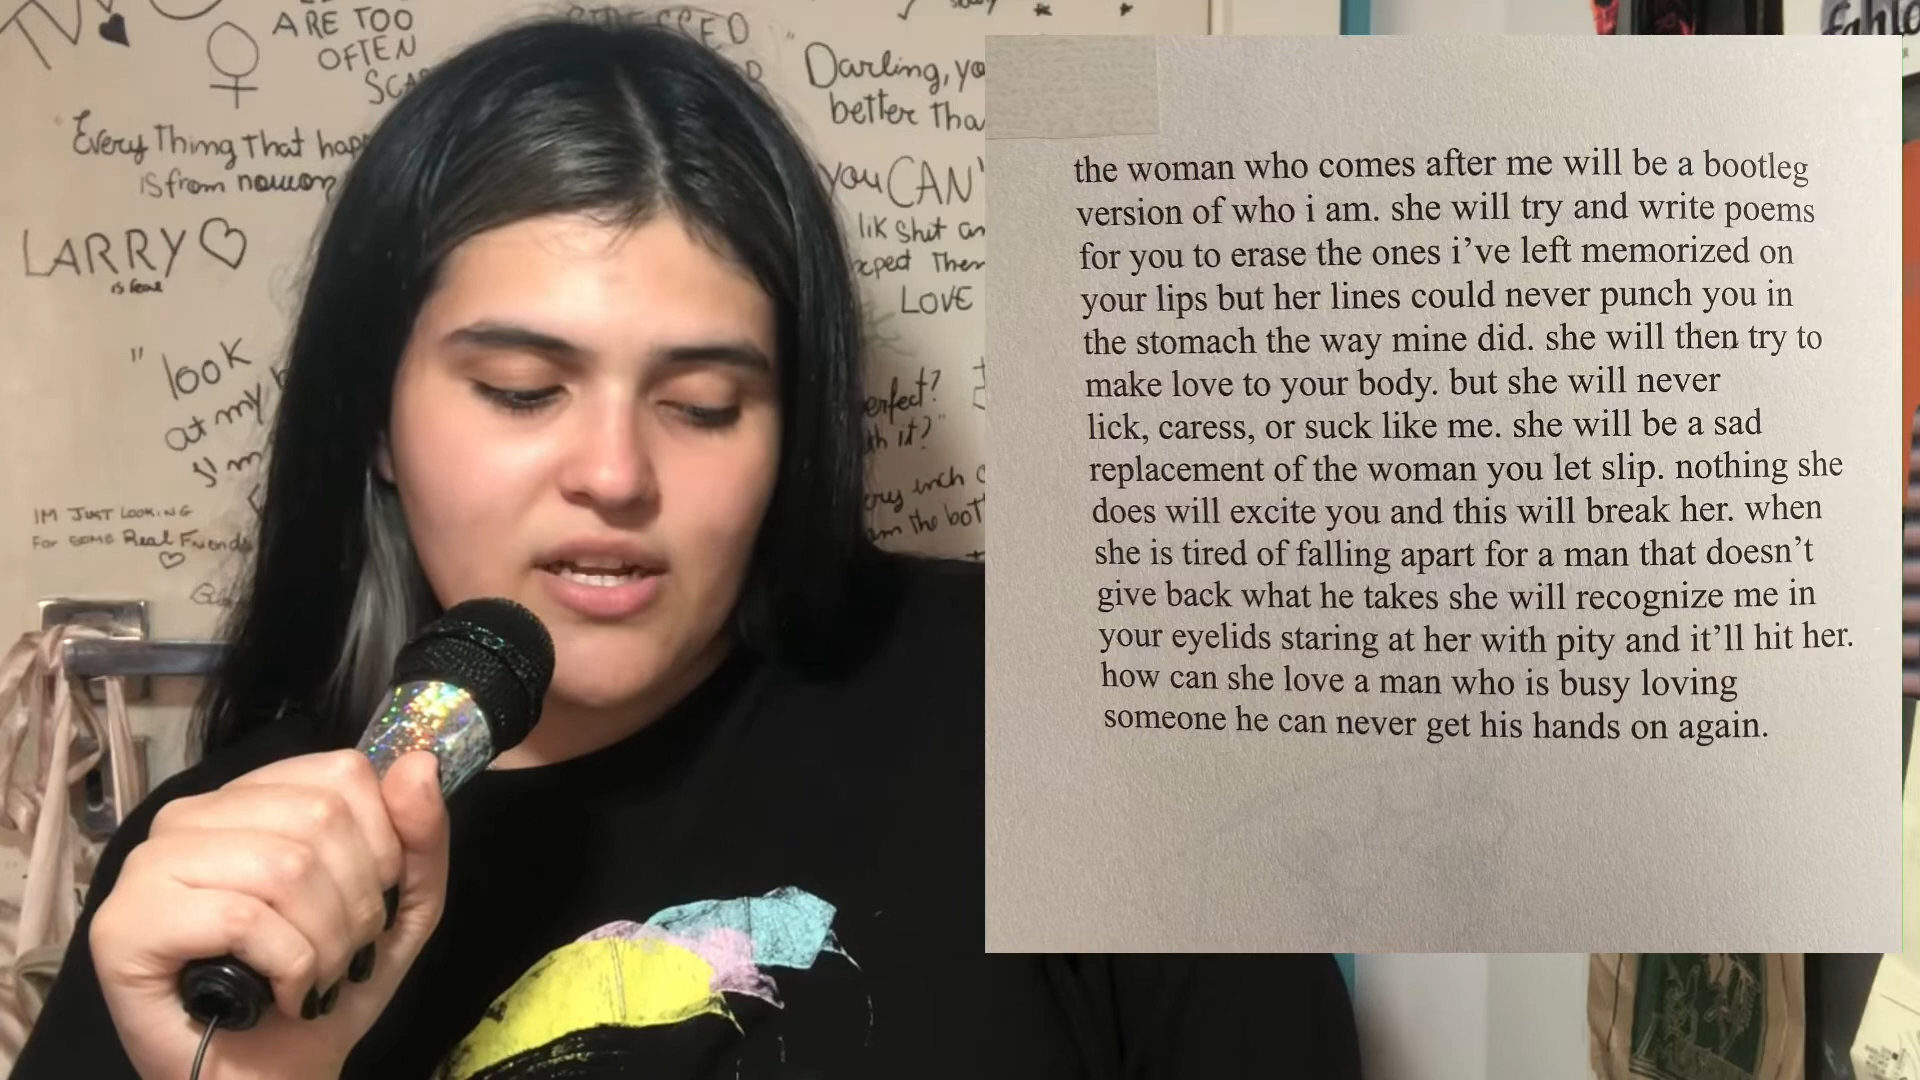 ARE TOO
OFTEN
Every Thing That
is from
LARRY
" look
at my
I'm
IM JUST LOOKING
For some Real Friends
"Darling,
better
you CAN'
lik Shit
LOVE
erfect?
it?"
inch
the
the woman who comes after me will be a bootleg
version of who i am. she will try and write poems
for you to erase the ones i've left memorized on
your lips but her lines could never punch you in
the stomach the way mine did. she will then try to
make love to your body. but she will never
lick, caress, or suck like me. she will be a sad
replacement of the woman you let slip. nothing she
does will excite you and this will break her. when
she is tired of falling apart for a man that doesn't
give back what he takes she will recognize me in
your eyelids staring at her with pity and it'll hit her.
how can she love a man who is busy loving
someone he can never get his hands on again.